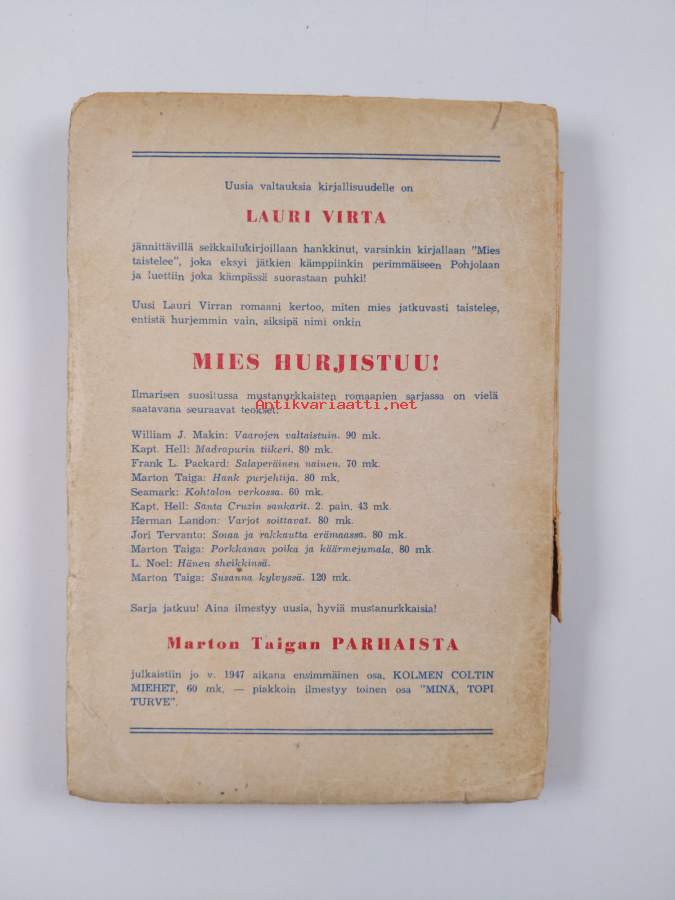 Uusia valtauksia kirjallisuudelle on
LAURI VIRTA
jännittävillä seikkailukirjoillaan hankkinut, varsinkin kirjallaan "Mies
taistelee", joka eksyi jätkien kämppiinkin perimmäiseen Pohjolaan
ja luettiin joka kämpässä suorastaan puhki!
Uusi Lauri Virran romaani kertoo, miten mies jatkuvasti taistelee,
entistä hurjemmin vain, siksipä nimi onkin
MIES HURJISTUU!
Ilmarisen suositussa mustanurkkaisten romaanien sarjassa on vielä
saatavana seuraavat teokset:
Antikvariaatti.net
William J. Makin: Vaarojen valtaistuin. 90 mk.
Kapt. Hell: Madrapurin tiikeri. 80 mk.
Frank L. Packard: Salaperäinen nainen. 70 mk.
Marton Taiga: Hank purjehtija. 80 mk.
Seamark: Kohtalon verkossa. 60 mk.
Kapt. Hell: Santa Cruzin sankarit. 2. pain. 43 mk.
Herman Landon: Varjot soittavat. 80 mk.
Jori Tervanto: Sotaa ja rakkautta erämaassa. 80 mk.
Marton Taiga: Porkkanan poika ja käärmejumala. 80 mk.
L. Noel: Hänen sheikkinsä.
Marton Taiga: Susanna kylvyssä. 120 mk.
Sarja jatkuu! Aina ilmestyy uusia, hyviä mustanurkkaisia!
Marton Taigan PARHAISTA
julkaistiin jo v. 1947 aikana ensimmäinen osa, KOLMEN COLTIN
MIEHET, 60 mk, — piakkoin ilmestyy toinen osa "MINÄ, TOPI
TURVE".